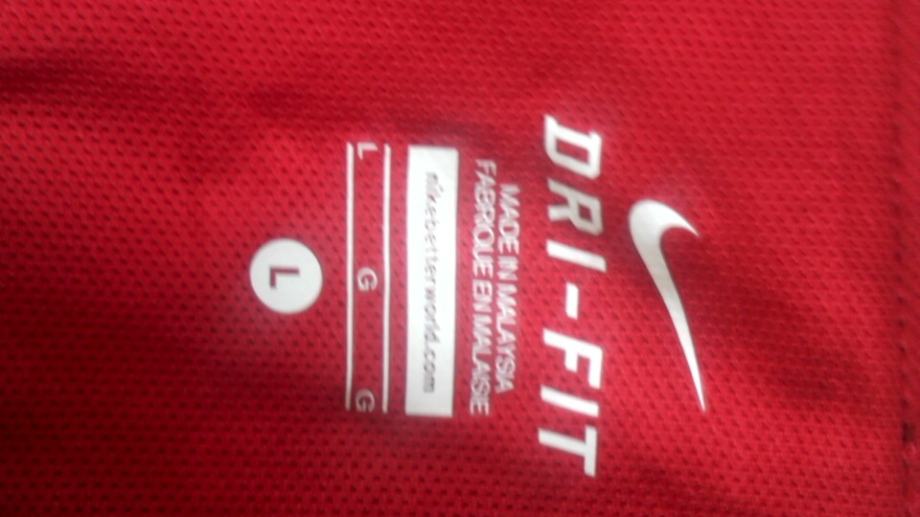 DRI-FIT
MADE IN MALAYSIA
FABRIQUE EN MALAISIE
nikebetterworld.com
L G G
L